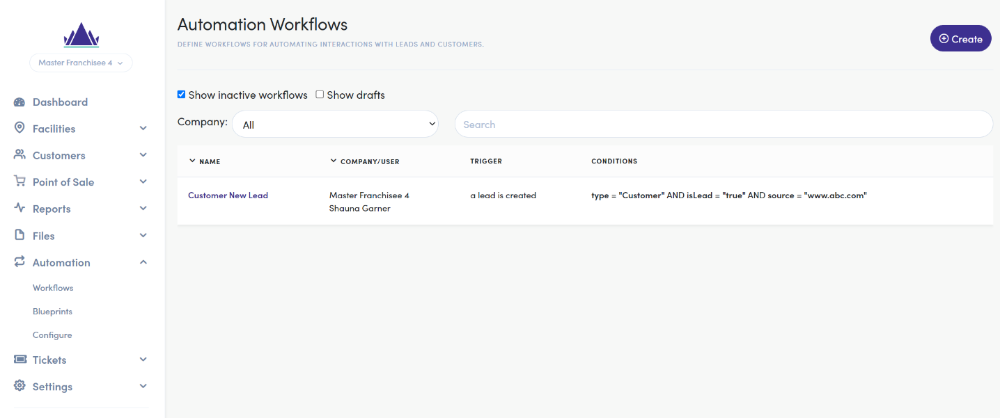 Master Franchisee 4
Dashboard
Facilities
Customers
Point of Sale
Reports
Files
Automation
Workflows
Blueprints
Configure
Tickets
Settings
Automation Workflows
DEFINE WORKFLOWS FOR AUTOMATING INTERACTIONS WITH LEADS AND CUSTOMERS.
Create
Show inactive workflows Show drafts
Company: All Search
NAME COMPANY/USER TRIGGER CONDITIONS
Customer New Lead Master Franchisee 4 a lead is created type = "Customer" AND isLead = "true" AND source = "www.abc.com"
Shauna Garner